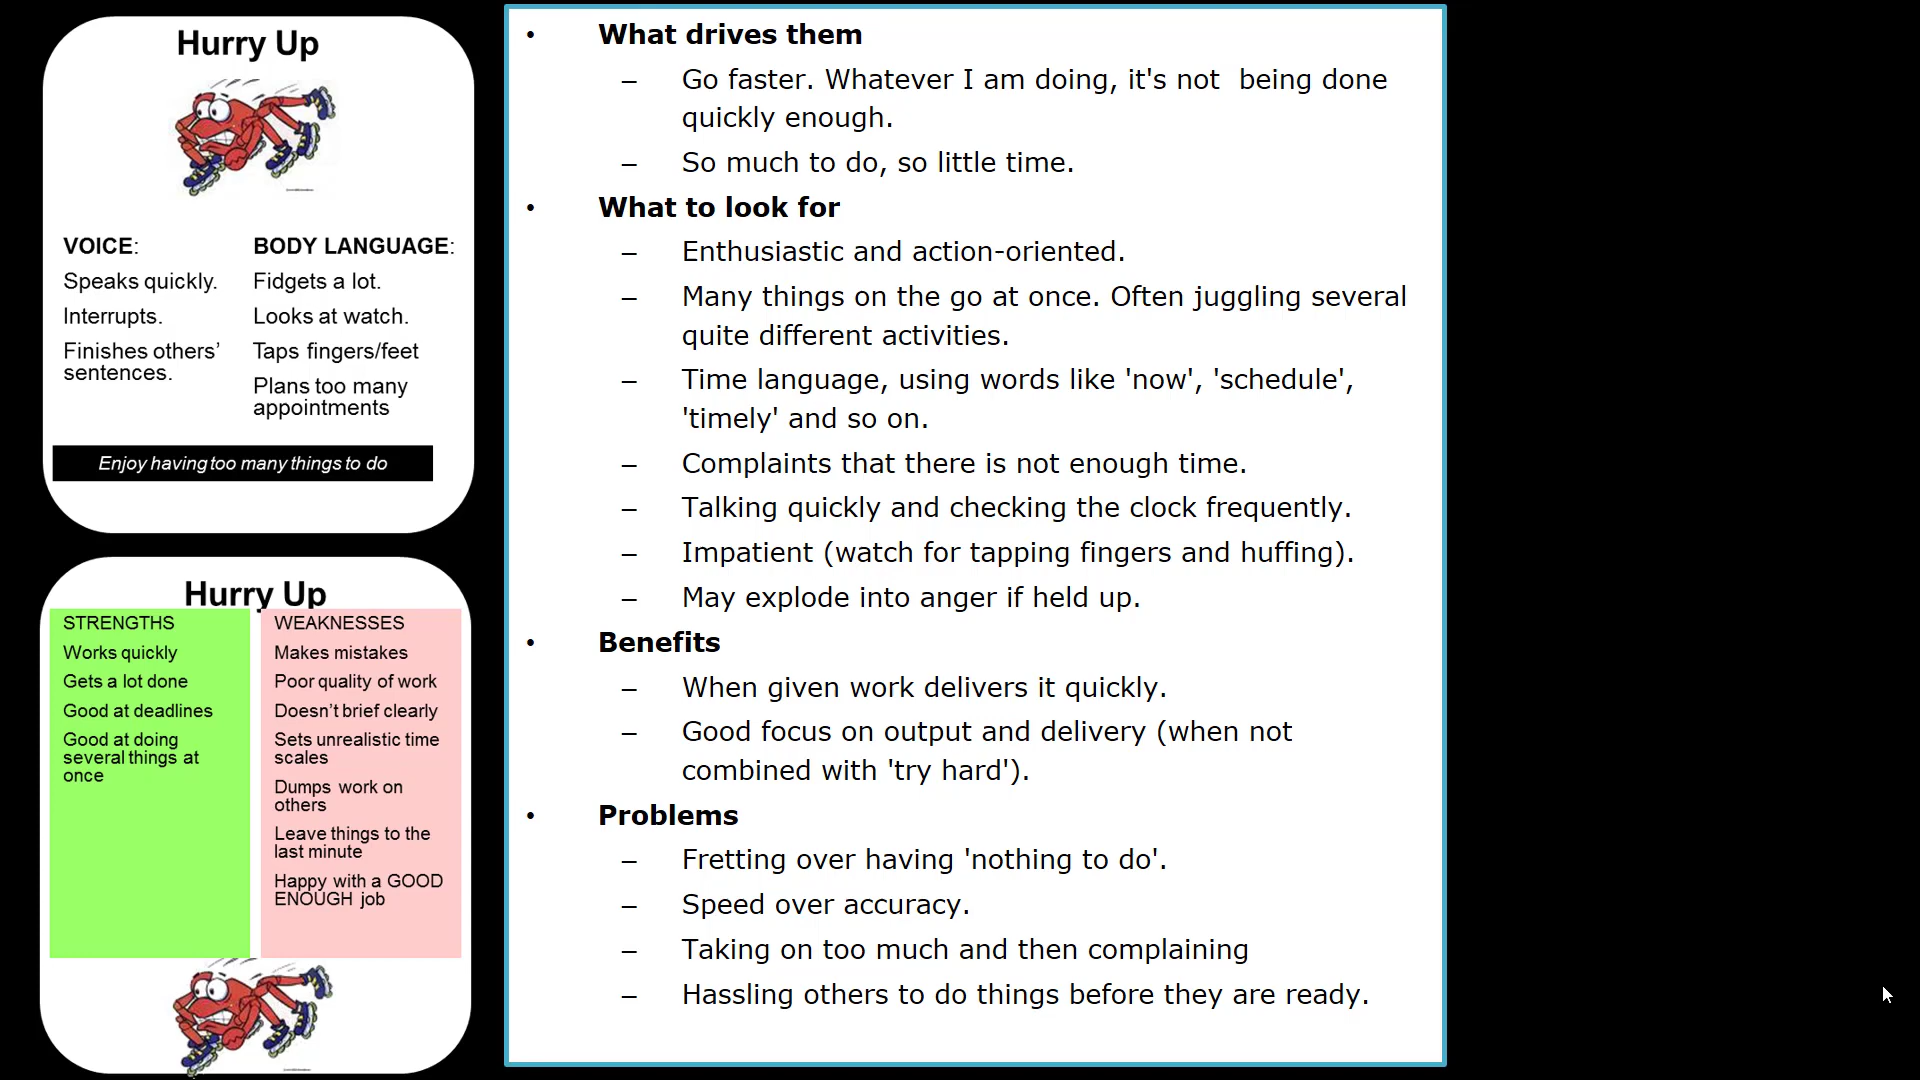 Hurry Up
VOICE:
Speaks quickly.
Interrupts.
Finishes others’
sentences.
BODY LANGUAGE:
Fidgets a lot.
Looks at watch.
Taps fingers/feet
Plans too many
appointments
Enjoy having too many things to do
Hurry Up
STRENGTHS
Works quickly
Gets a lot done
Good at deadlines
Good at doing
several things at
once
WEAKNESSES
Makes mistakes
Poor quality of work
Doesn’t brief clearly
Sets unrealistic time
scales
Dumps work on
others
Leave things to the
last minute
Happy with a GOOD
ENOUGH job
• What drives them
– Go faster. Whatever I am doing, it's not being done
quickly enough.
– So much to do, so little time.
• What to look for
– Enthusiastic and action-oriented.
– Many things on the go at once. Often juggling several
quite different activities.
– Time language, using words like 'now', 'schedule',
'timely' and so on.
– Complaints that there is not enough time.
– Talking quickly and checking the clock frequently.
– Impatient (watch for tapping fingers and huffing).
– May explode into anger if held up.
• Benefits
– When given work delivers it quickly.
– Good focus on output and delivery (when not
combined with 'try hard').
• Problems
– Fretting over having 'nothing to do'.
– Speed over accuracy.
– Taking on too much and then complaining
– Hassling others to do things before they are ready.